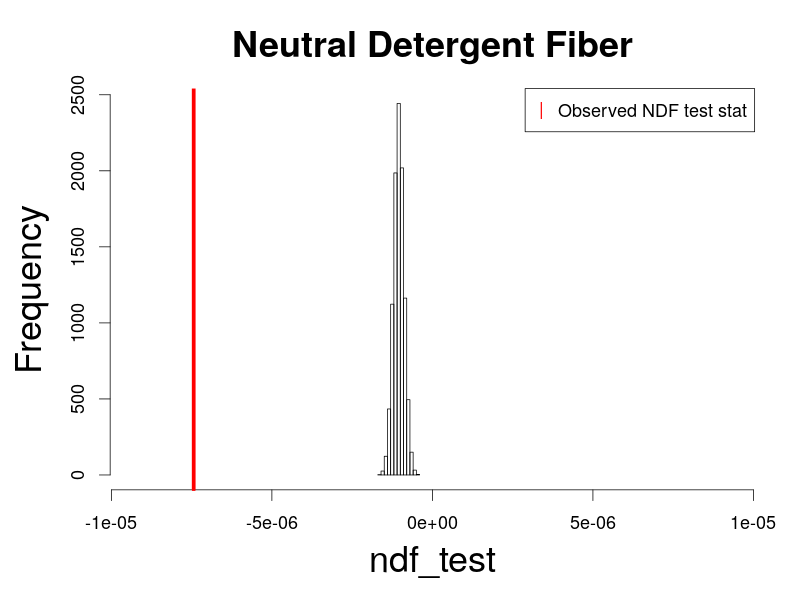 Neutral Detergent Fiber
Observed NDF test stat
Frequency
2500
2000
1500
1000
500
0
-1e-05
-5e-06
0e+00
5e-06
1e-05
ndf_test